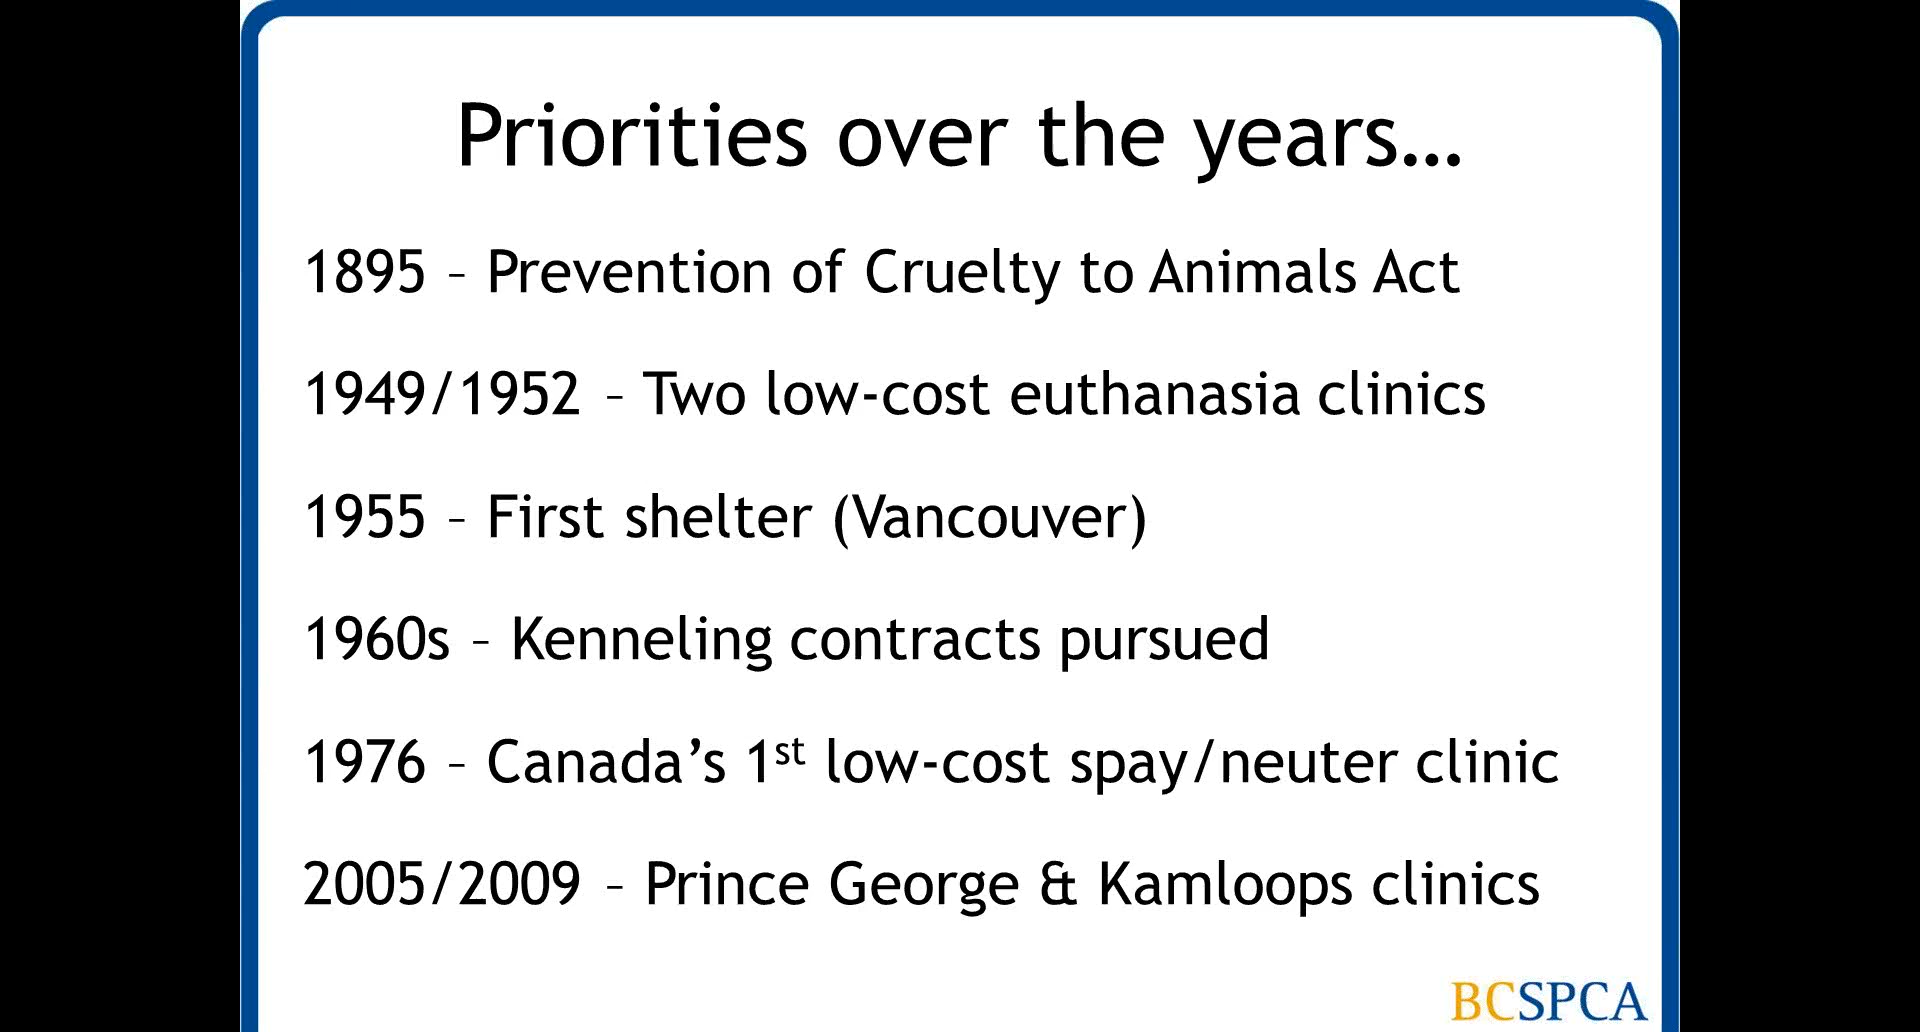 Priorities over the years…
1895 – Prevention of Cruelty to Animals Act
1949/1952 – Two low-cost euthanasia clinics
1955 – First shelter (Vancouver)
1960s – Kenneling contracts pursued
1976 – Canada’s 1st low-cost spay/neuter clinic
2005/2009 – Prince George & Kamloops clinics
BCSPCA